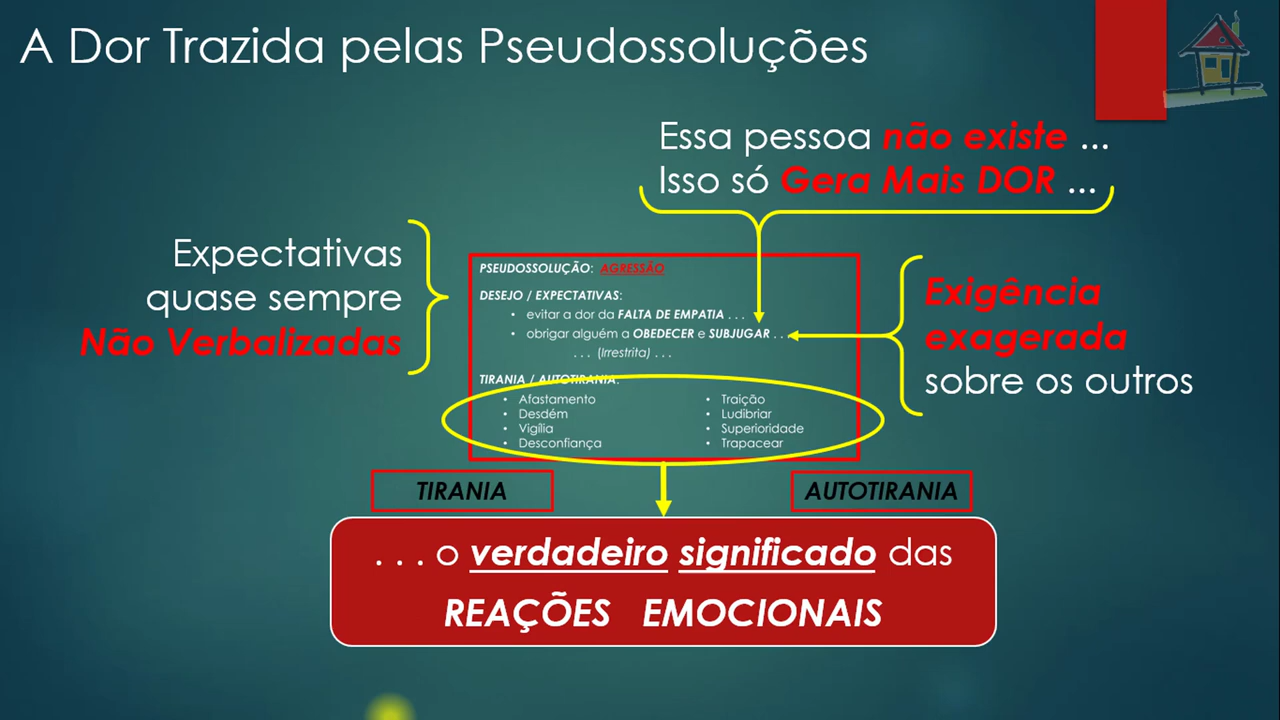 A Dor Trazida pelas Pseudossoluções
Essa pessoa não existe ...
Isso só Gera Mais DOR ...
Expectativas
quase sempre
Não Verbalizadas
PSEUDOSSOLUÇÃO: AGRESSÃO
DESEJO / EXPECTATIVAS:
• evitar a dor da FALTA DE EMPATIA . . .
• obrigar alguém a OBEDECER e SUBJUGAR . . .
. . . (Irrestrita) . . .
TIRANIA / AUTOTIRANIA:
• Afastamento
• Desdém
• Vigília
• Desconfiança
• Traição
• Ludibriar
• Superioridade
• Trapacear
Exigência
exagerada
sobre os outros
TIRANIA
AUTOTIRANIA
. . . o verdadeiro significado das
REAÇÕES EMOCIONAIS